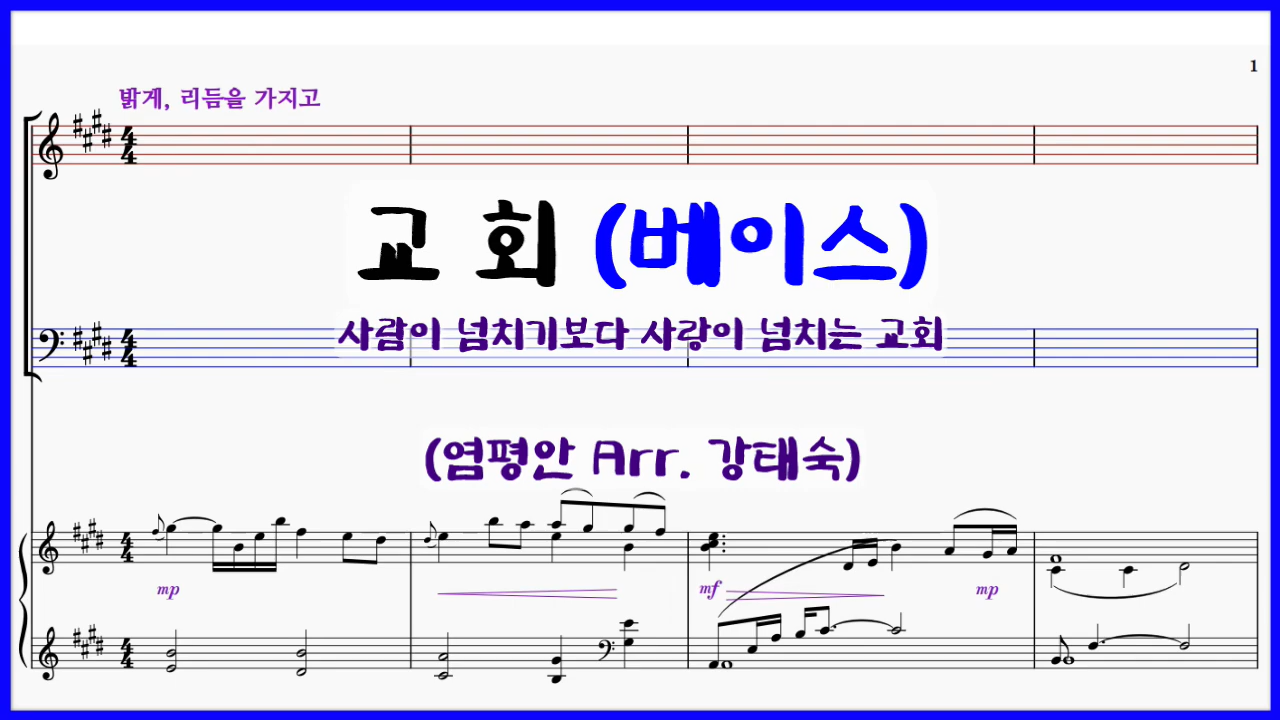 1
밝게, 리듬을 가지고
교 회 (베이스)
사람이 넘치기보다 사랑이 넘치는 교회
(염평안 Arr. 강태숙)
mp
mf
mp